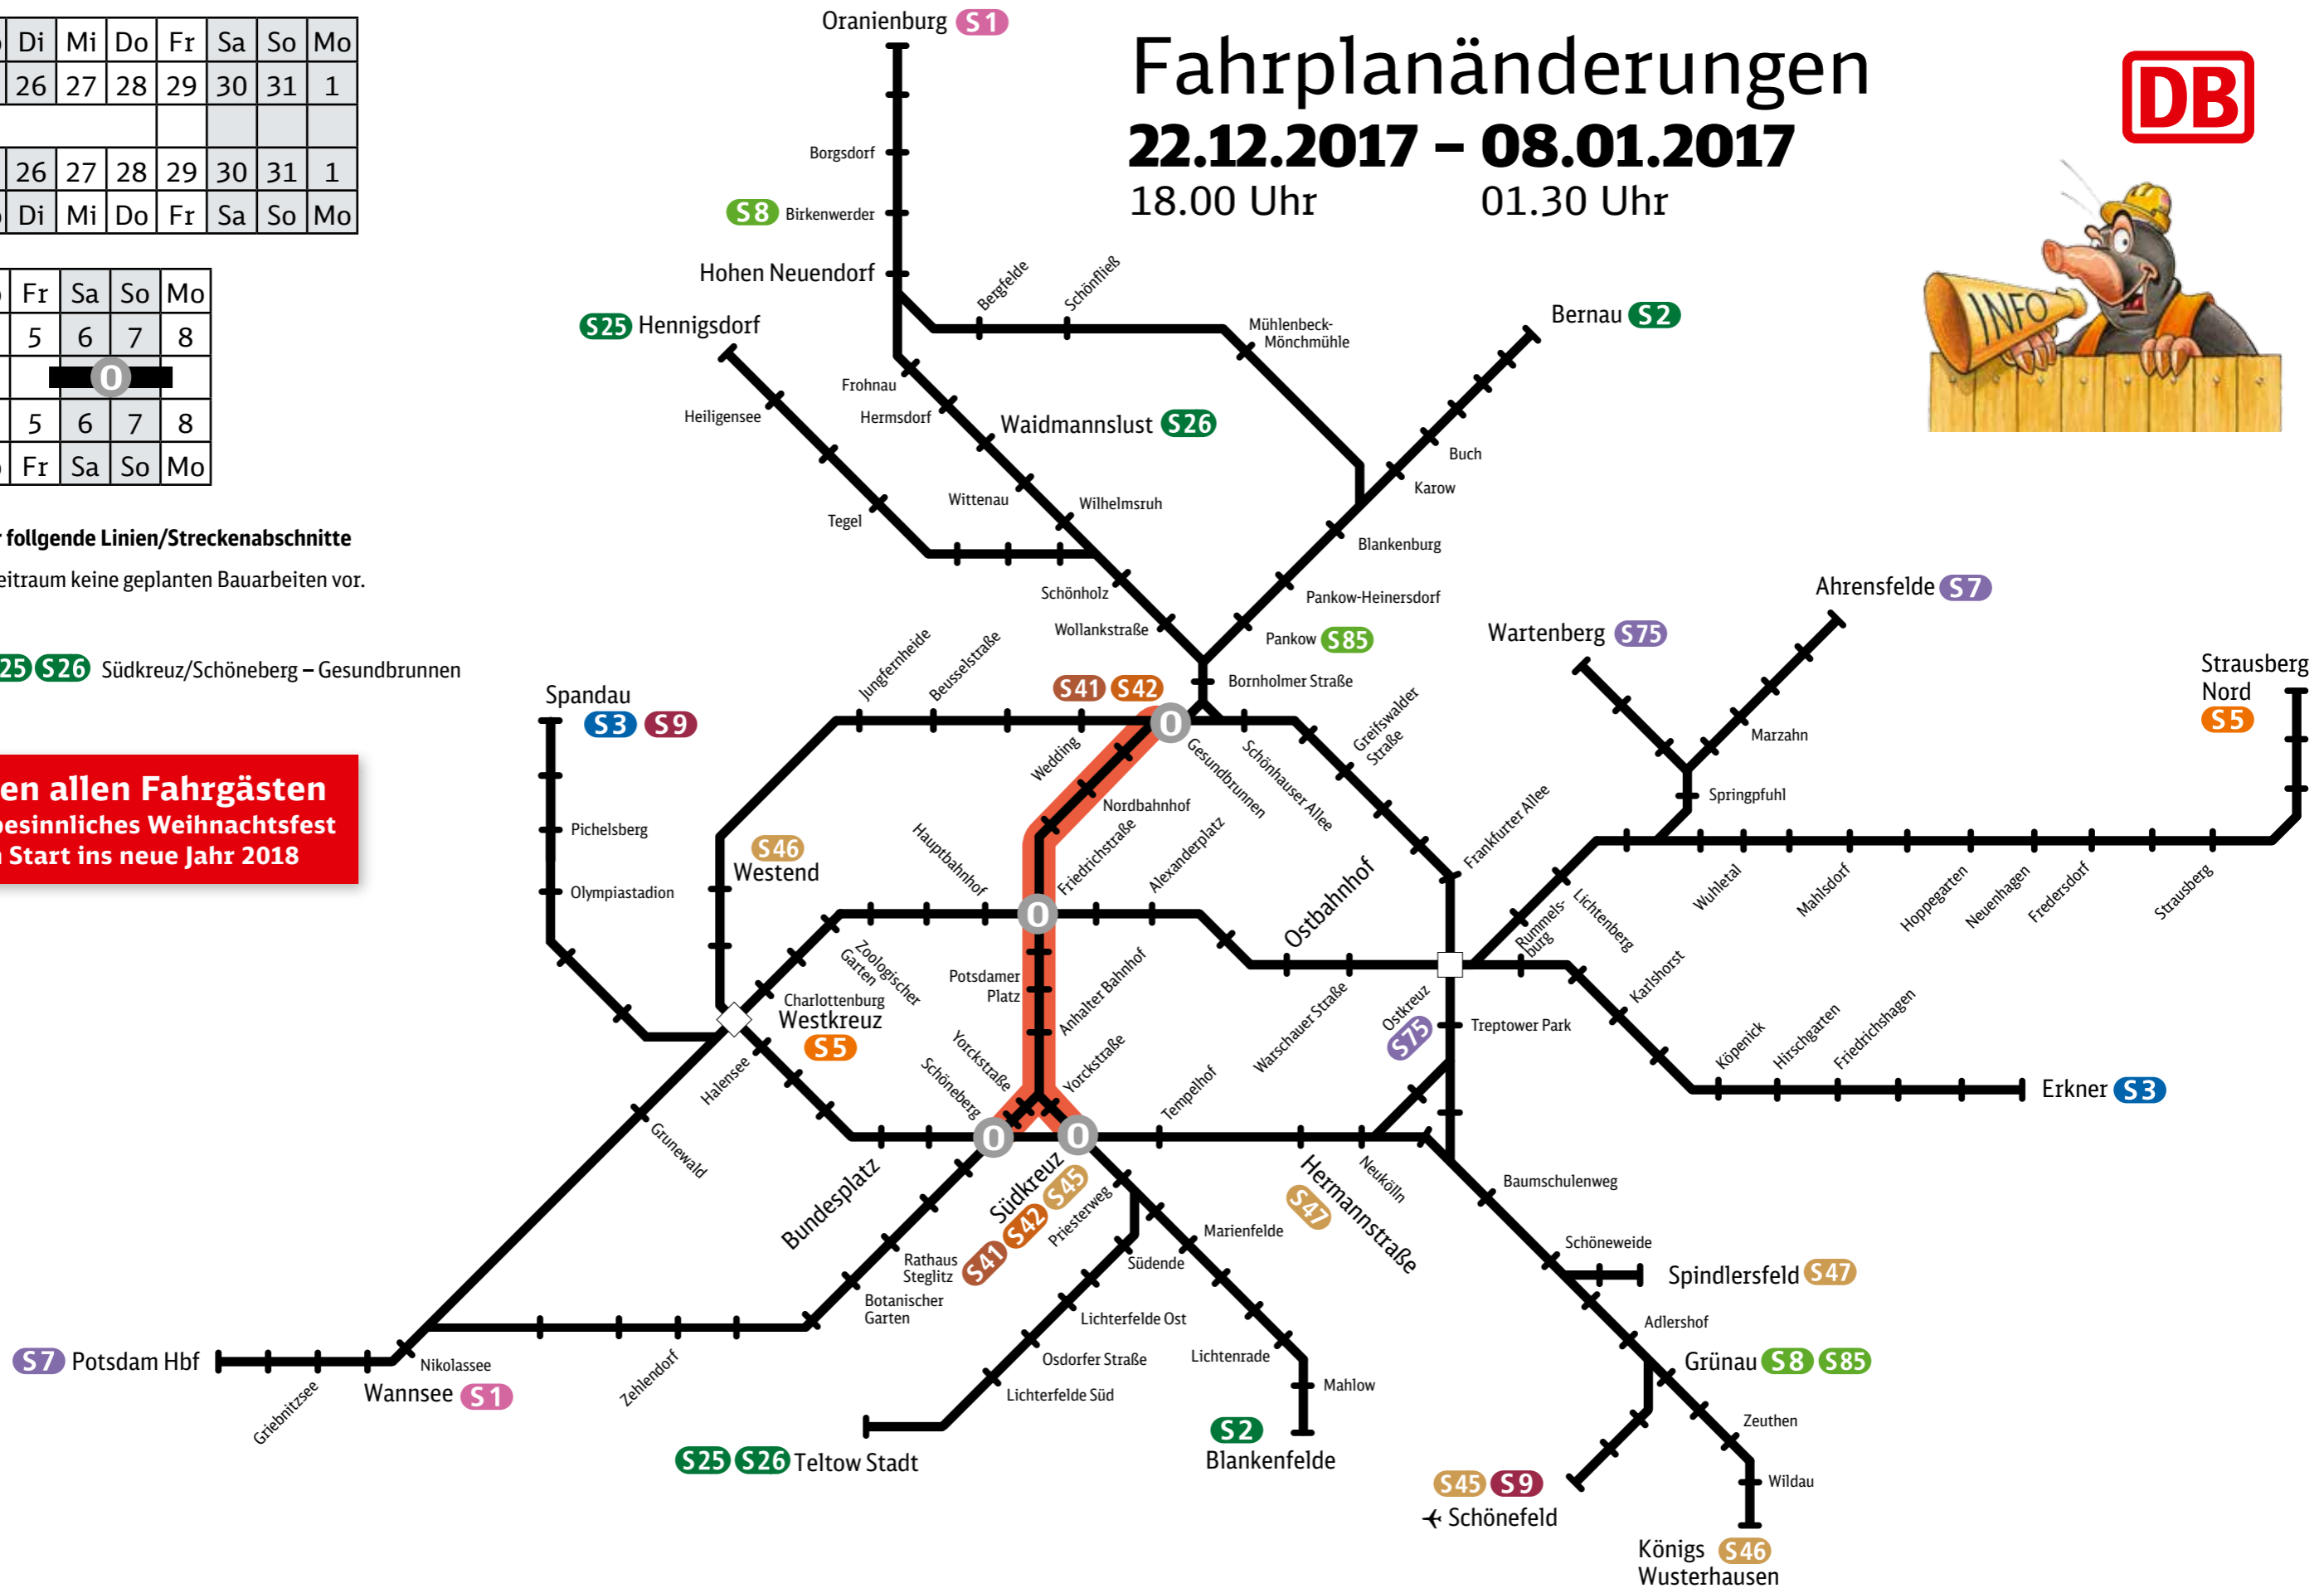 Di Mi Do Fr Sa So Mo
26 27 28 29 30 31 1
26 27 28 29 30 31 1
Di Mi Do Fr Sa So Mo
Fr Sa So Mo
5 6 7 8
0
5 6 7 8
Fr Sa So Mo
follgende Linien/Streckenabschnitte
eitraum keine geplanten Bauarbeiten vor.
25 S26 Südkreuz/Schöneberg – Gesundbrunnen
en allen Fahrgästen
besinnliches Weihnachtsfest
Start ins neue Jahr 2018
Fahrplanänderungen
22.12.2017 – 08.01.2017
18.00 Uhr 01.30 Uhr
DB
INFO
Oranienburg S1
Borgsdorf
S8 Birkenwerder
Hohen Neuendorf
Bergfelde
Schönfließ
Mühlenbeck-
Mönchmühle
Bernau S2
S25 Hennigsdorf
Heiligensee
Tegel
Frohnau
Hermsdorf
Waidmannslust S26
Wittenau
Wilhelmsruh
Schönholz
Wollankstraße
Buch
Karow
Blankenburg
Pankow-Heinersdorf
Pankow S85
Bornholmer Straße
Ahrensfelde S7
Wartenberg S75
Marzahn
Springpfuhl
Strausberg
Nord
S5
Spandau
S3 S9
Pichelsberg
Olympiastadion
Jungfernheide
Beusselstraße
S41 S42
Wedding
0
Gesundbrunnen
Schönhauser Allee
Greifswalder
Straße
Frankfurter Allee
Nordbahnhof
S46
Westend
Hauptbahnhof
Friedrichstraße
0
Alexanderplatz
Ostbahnhof
Zoologischer
Garten
Charlottenburg
Westkreuz
S5
Potsdamer
Platz
Anhalter Bahnhof
Warschauer Straße
Ostkreuz
S75
Treptower Park
Rummels-
burg
Lichtenberg
Wuhletal
Mahlsdorf
Hoppegarten
Neuenhagen
Fredersdorf
Strausberg
Karlshorst
Köpenick
Hirschgarten
Friedrichshagen
Erkner S3
Halensee
Grunewald
Yorckstraße
Yorckstraße
Schöneberg
0
0
Tempelhof
Bundesplatz
Südkreuz
S41 S42 S45
Priesterweg
Hermannstraße
S47
Neukölln
Baumschulenweg
Schöneweide
Spindlersfeld S47
Adlershof
Grünau S8 S85
Zeuthen
Wildau
Königs S46
Wusterhausen
S45 S9
Schönefeld
Rathaus
Steglitz
Botanischer
Garten
Südende
Marienfelde
Lichterfelde Ost
Osdorfer Straße
Lichterfelde Süd
Lichtenrade
Mahlow
S2
Blankenfelde
S25 S26 Teltow Stadt
S7 Potsdam Hbf
Griebnitzsee
Nikolassee
Wannsee S1
Zehlendorf